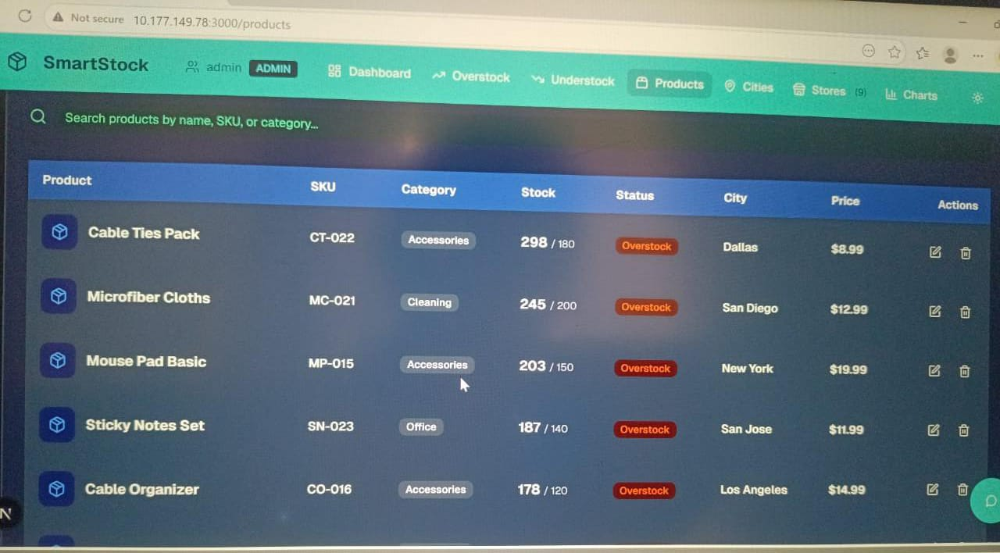 Not secure 10.177.149.78:3000/products
SmartStock admin ADMIN Dashboard Overstock Understock Products Cities Stores (9) Charts
Search products by name, SKU, or category...
Product SKU Category Stock Status City Price Actions
Cable Ties Pack CT-022 Accessories 298 / 180 Overstock Dallas $8.99
Microfiber Cloths MC-021 Cleaning 245 / 200 Overstock San Diego $12.99
Mouse Pad Basic MP-015 Accessories 203 / 150 Overstock New York $19.99
Sticky Notes Set SN-023 Office 187 / 140 Overstock San Jose $11.99
Cable Organizer CO-016 Accessories 178 / 120 Overstock Los Angeles $14.99
N